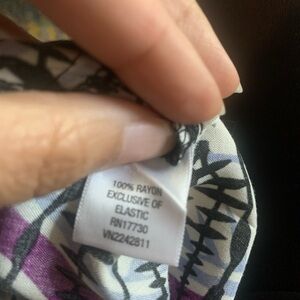 100% RAYON
EXCLUSIVE OF
ELASTIC
RN17730
VN2242811